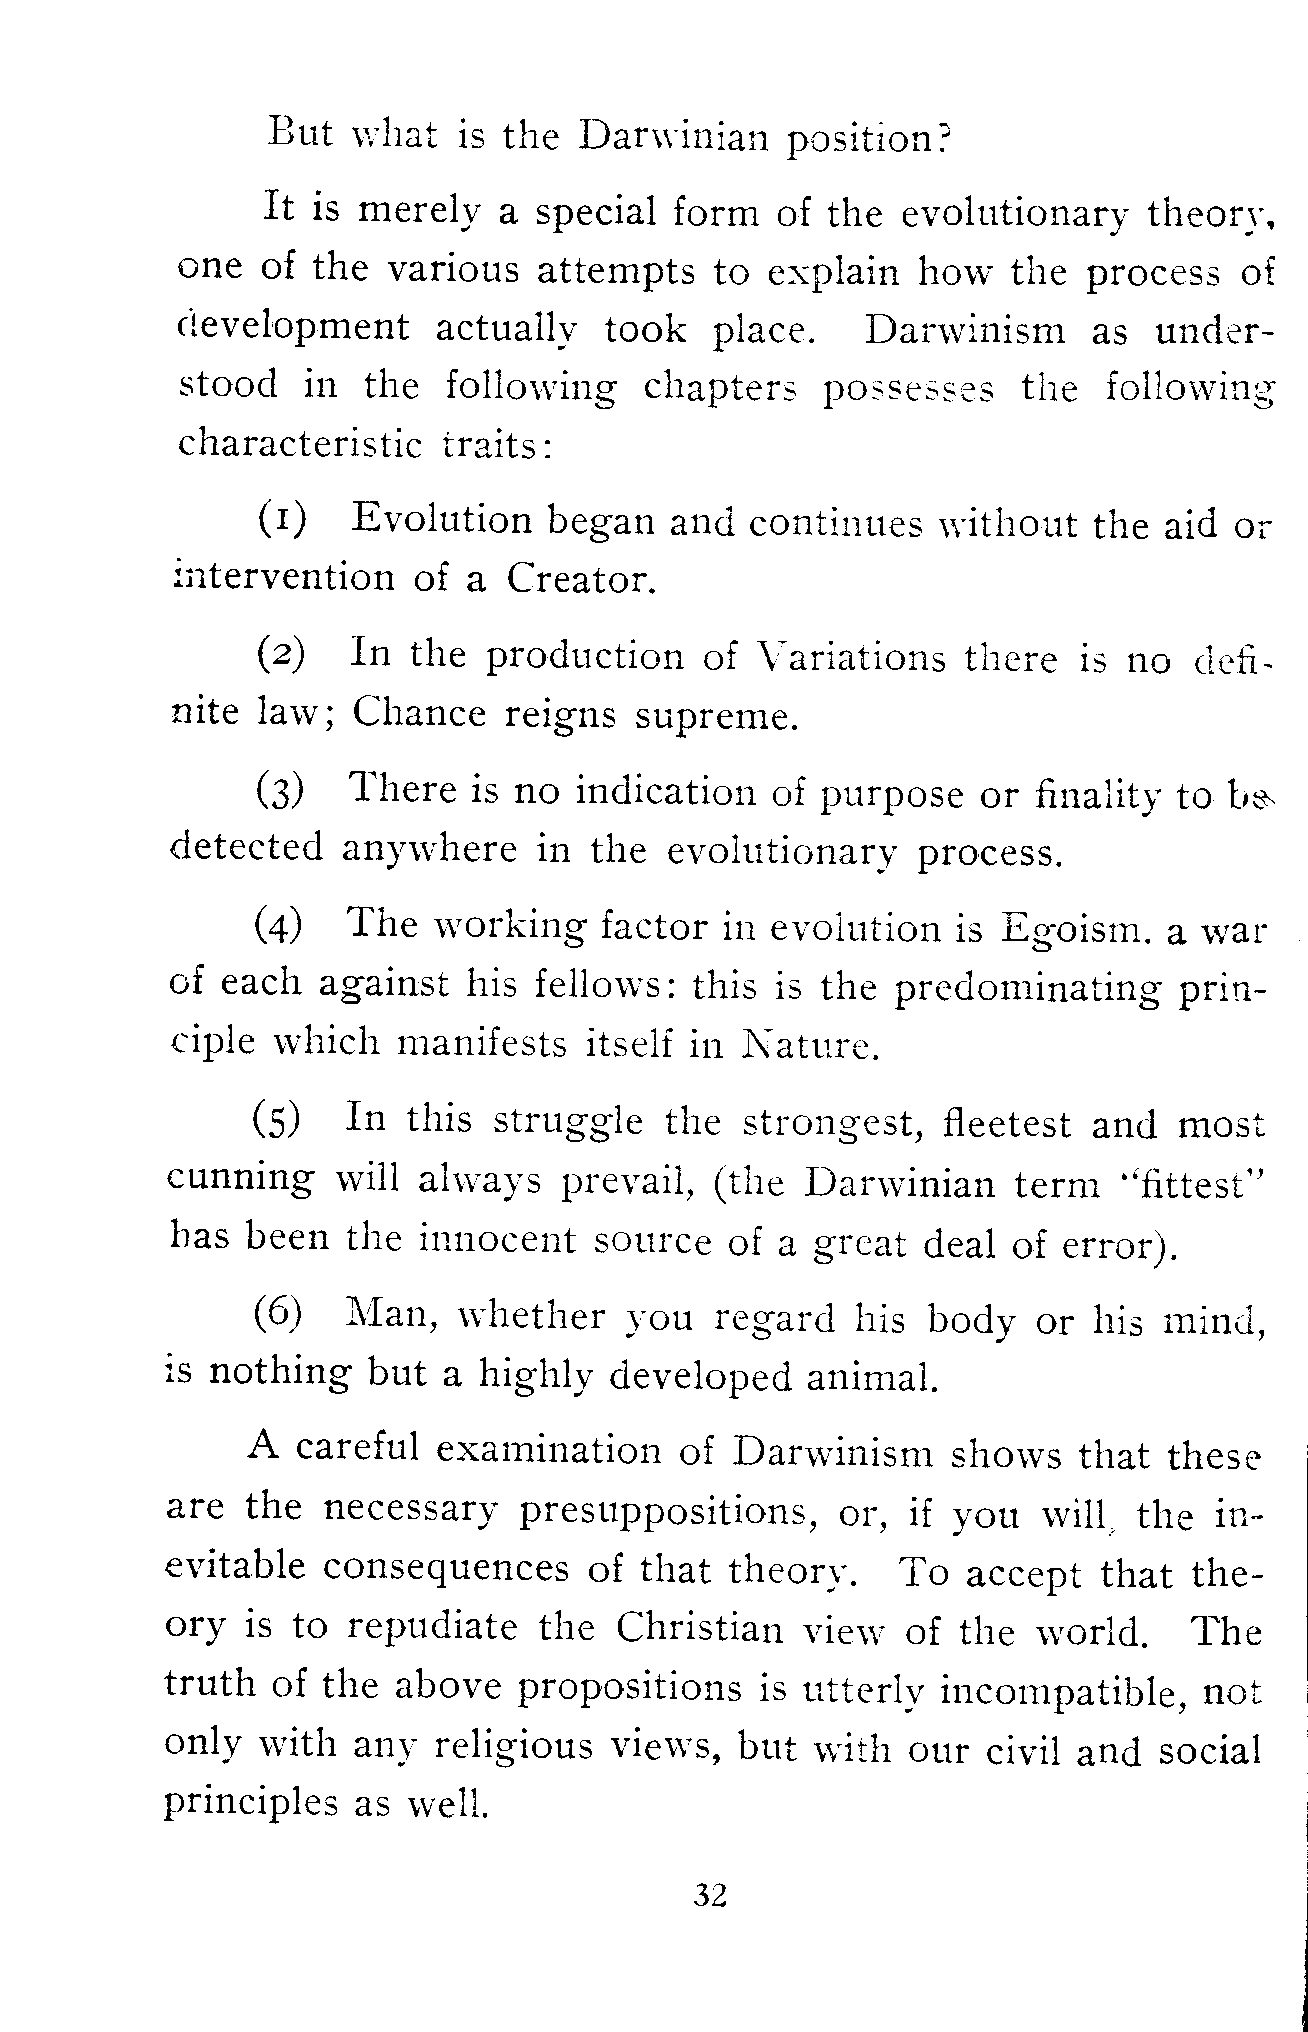 But what is the Darwinian position?
It is merely a special form of the evolutionary theory,
one of the various attempts to explain how the process of
development actually took place. Darwinism as under-
stood in the following chapters possesses the following
characteristic traits:
(1) Evolution began and continues without the aid or
intervention of a Creator.
(2) In the production of Variations there is no defi-
nite law; Chance reigns supreme.
(3) There is no indication of purpose or finality to be
detected anywhere in the evolutionary process.
(4) The working factor in evolution is Egoism. a war
of each against his fellows: this is the predominating prin-
ciple which manifests itself in Nature.
(5) In this struggle the strongest, fleetest and most
cunning will always prevail, (the Darwinian term "fittest"
has been the innocent source of a great deal of error).
(6) Man, whether you regard his body or his mind,
is nothing but a highly developed animal.
A careful examination of Darwinism shows that these
are the necessary presuppositions, or, if you will, the in-
evitable consequences of that theory. To accept that the-
ory is to repudiate the Christian view of the world. The
truth of the above propositions is utterly incompatible, not
only with any religious views, but with our civil and social
principles as well.
32